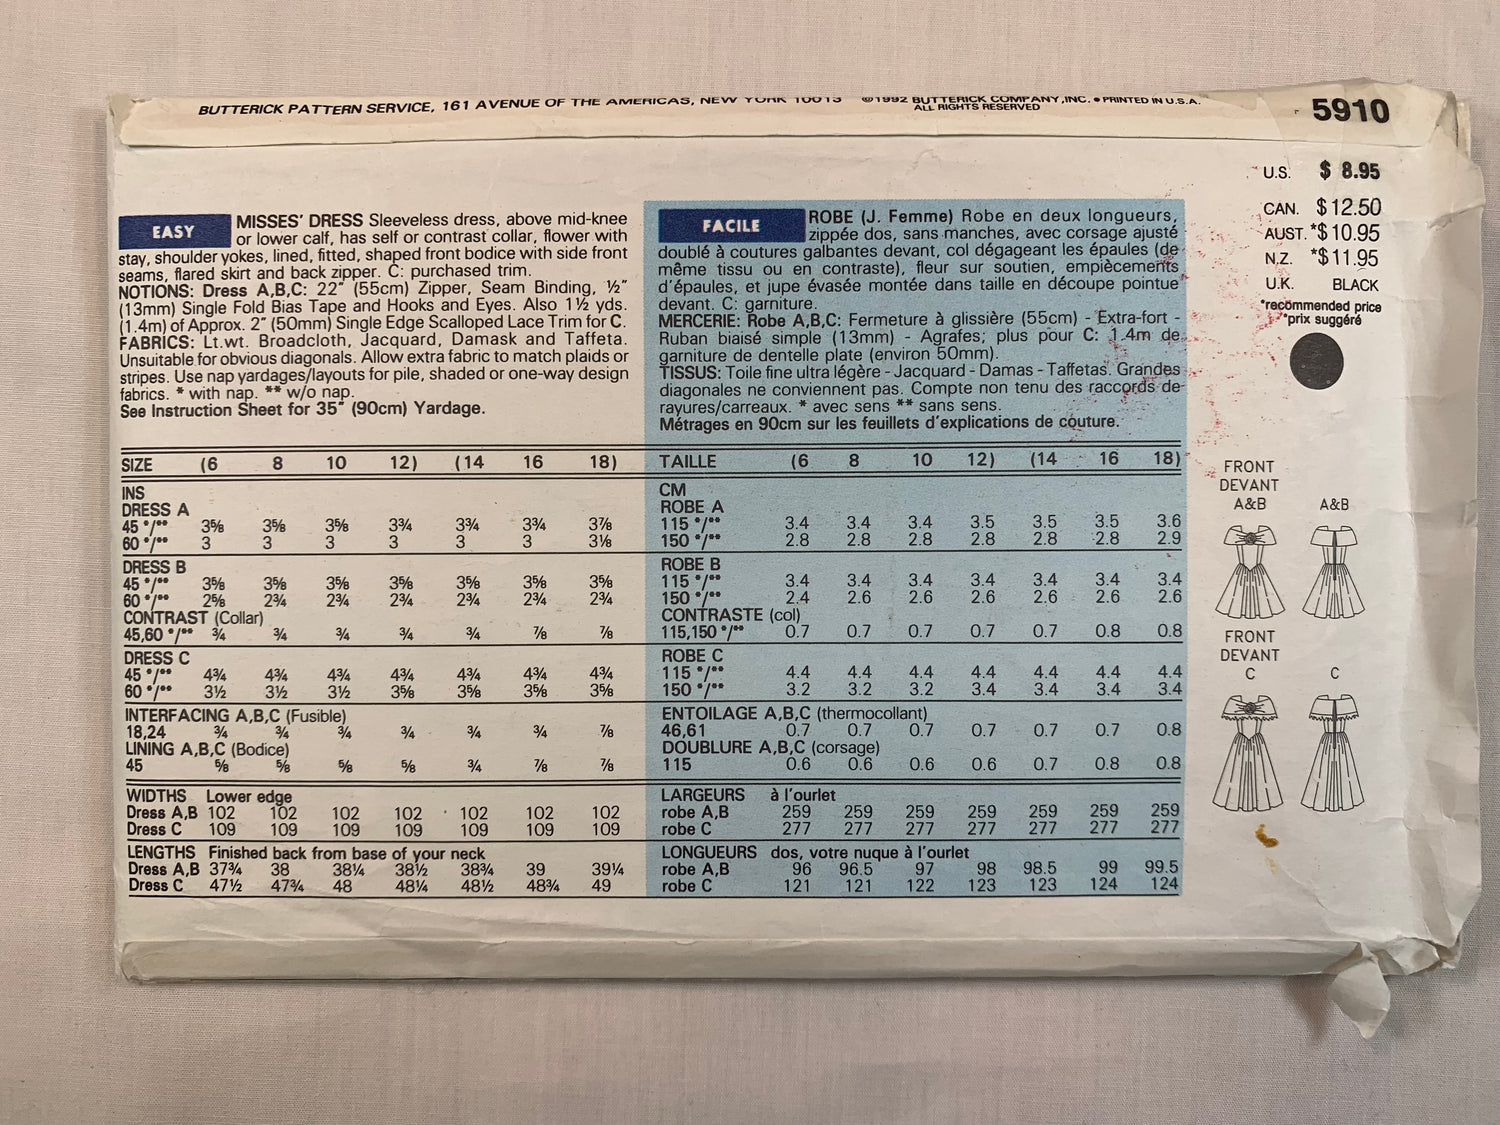 BUTTERICK PATTERN SERVICE, 161 AVENUE OF THE AMERICAS, NEW YORK 10013 ©1992 BUTTERICK COMPANY, INC. • PRINTED IN U.S.A.
ALL RIGHTS RESERVED
5910
U.S. $ 8.95
CAN. $12.50
AUST. *$10.95
N.Z. *$11.95
U.K. BLACK
*recommended price
*prix suggéré
EASY
MISSES' DRESS Sleeveless dress, above mid-knee
or lower calf, has self or contrast collar, flower with
stay, shoulder yokes, lined, fitted, shaped front bodice with side front
seams, flared skirt and back zipper. C: purchased trim.
NOTIONS: Dress A,B,C: 22" (55cm) Zipper, Seam Binding, ½"
(13mm) Single Fold Bias Tape and Hooks and Eyes. Also 1½ yds.
(1.4m) of Approx. 2" (50mm) Single Edge Scalloped Lace Trim for C.
FABRICS: Lt.wt. Broadcloth, Jacquard, Damask and Taffeta.
Unsuitable for obvious diagonals. Allow extra fabric to match plaids or
stripes. Use nap yardages/layouts for pile, shaded or one-way design
fabrics. * with nap. ** w/o nap.
See Instruction Sheet for 35" (90cm) Yardage.
SIZE (6 8 10 12) (14 16 18)
INS
DRESS A
45 */** 3⅝ 3⅝ 3⅝ 3¾ 3¾ 3¾ 3⅞
60 */** 3 3 3 3 3 3 3⅛
DRESS B
45 */** 3⅝ 3⅝ 3⅝ 3⅝ 3⅝ 3⅝ 3⅝
60 */** 2⅝ 2¾ 2¾ 2¾ 2¾ 2¾ 2¾
CONTRAST (Collar)
45,60 */** ¾ ¾ ¾ ¾ ¾ ⅞ ⅞
DRESS C
45 */** 4¾ 4¾ 4¾ 4¾ 4¾ 4¾ 4¾
60 */** 3½ 3½ 3½ 3⅝ 3⅝ 3⅝ 3⅝
INTERFACING A,B,C (Fusible)
18,24 ¾ ¾ ¾ ¾ ¾ ¾ ⅞
LINING A,B,C (Bodice)
45 ⅝ ⅝ ⅝ ⅝ ¾ ⅞ ⅞
WIDTHS Lower edge
Dress A,B 102 102 102 102 102 102 102
Dress C 109 109 109 109 109 109 109
LENGTHS Finished back from base of your neck
Dress A,B 37¾ 38 38¼ 38½ 38¾ 39 39¼
Dress C 47½ 47¾ 48 48¼ 48½ 48¾ 49
FACILE
ROBE (J. Femme) Robe en deux longueurs,
zippée dos, sans manches, avec corsage ajusté
doublé à coutures galbantes devant, col dégageant les épaules (de
même tissu ou en contraste), fleur sur soutien, empiècements
d'épaules, et jupe évasée montée dans taille en découpe pointue
devant. C: garniture.
MERCERIE: Robe A,B,C: Fermeture à glissière (55cm) - Extra-fort -
Ruban biaisé simple (13mm) - Agrafes; plus pour C: 1.4m de
garniture de dentelle plate (environ 50mm).
TISSUS: Toile fine ultra légère - Jacquard - Damas - Taffetas. Grandes
diagonales ne conviennent pas. Compte non tenu des raccords de
rayures/carreaux. * avec sens ** sans sens.
Métrages en 90cm sur les feuillets d'explications de couture.
TAILLE (6 8 10 12) (14 16 18)
CM
ROBE A
115 */** 3.4 3.4 3.4 3.5 3.5 3.5 3.6
150 */** 2.8 2.8 2.8 2.8 2.8 2.8 2.9
ROBE B
115 */** 3.4 3.4 3.4 3.4 3.4 3.4 3.4
150 */** 2.4 2.6 2.6 2.6 2.6 2.6 2.6
CONTRASTE (col)
115,150 */** 0.7 0.7 0.7 0.7 0.7 0.8 0.8
ROBE C
115 */** 4.4 4.4 4.4 4.4 4.4 4.4 4.4
150 */** 3.2 3.2 3.2 3.4 3.4 3.4 3.4
ENTOILAGE A,B,C (thermocollant)
46,61 0.7 0.7 0.7 0.7 0.7 0.7 0.8
DOUBLURE A,B,C (corsage)
115 0.6 0.6 0.6 0.6 0.7 0.8 0.8
LARGEURS à l'ourlet
robe A,B 259 259 259 259 259 259 259
robe C 277 277 277 277 277 277 277
LONGUEURS dos, votre nuque à l'ourlet
robe A,B 96 96.5 97 98 98.5 99 99.5
robe C 121 121 122 123 123 124 124
FRONT
DEVANT
A&B A&B
FRONT
DEVANT
C C